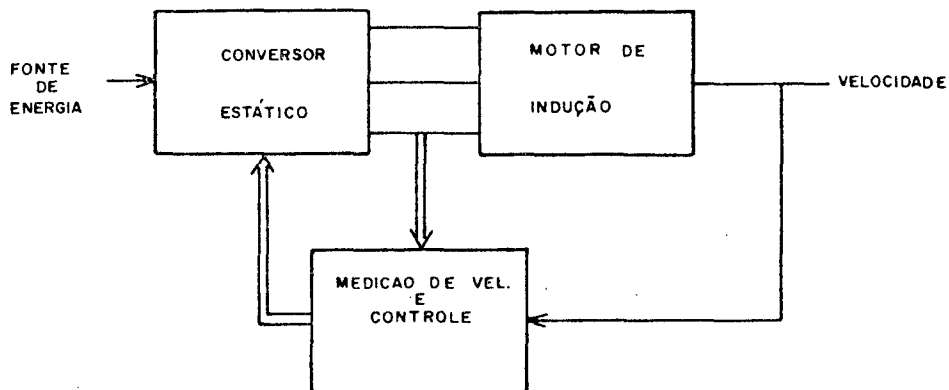 FONTE
DE
ENERGIA
CONVERSOR
ESTÁTICO
MOTOR DE
INDUÇÃO
VELOCIDADE
MEDICAO DE VEL.
E
CONTROLE